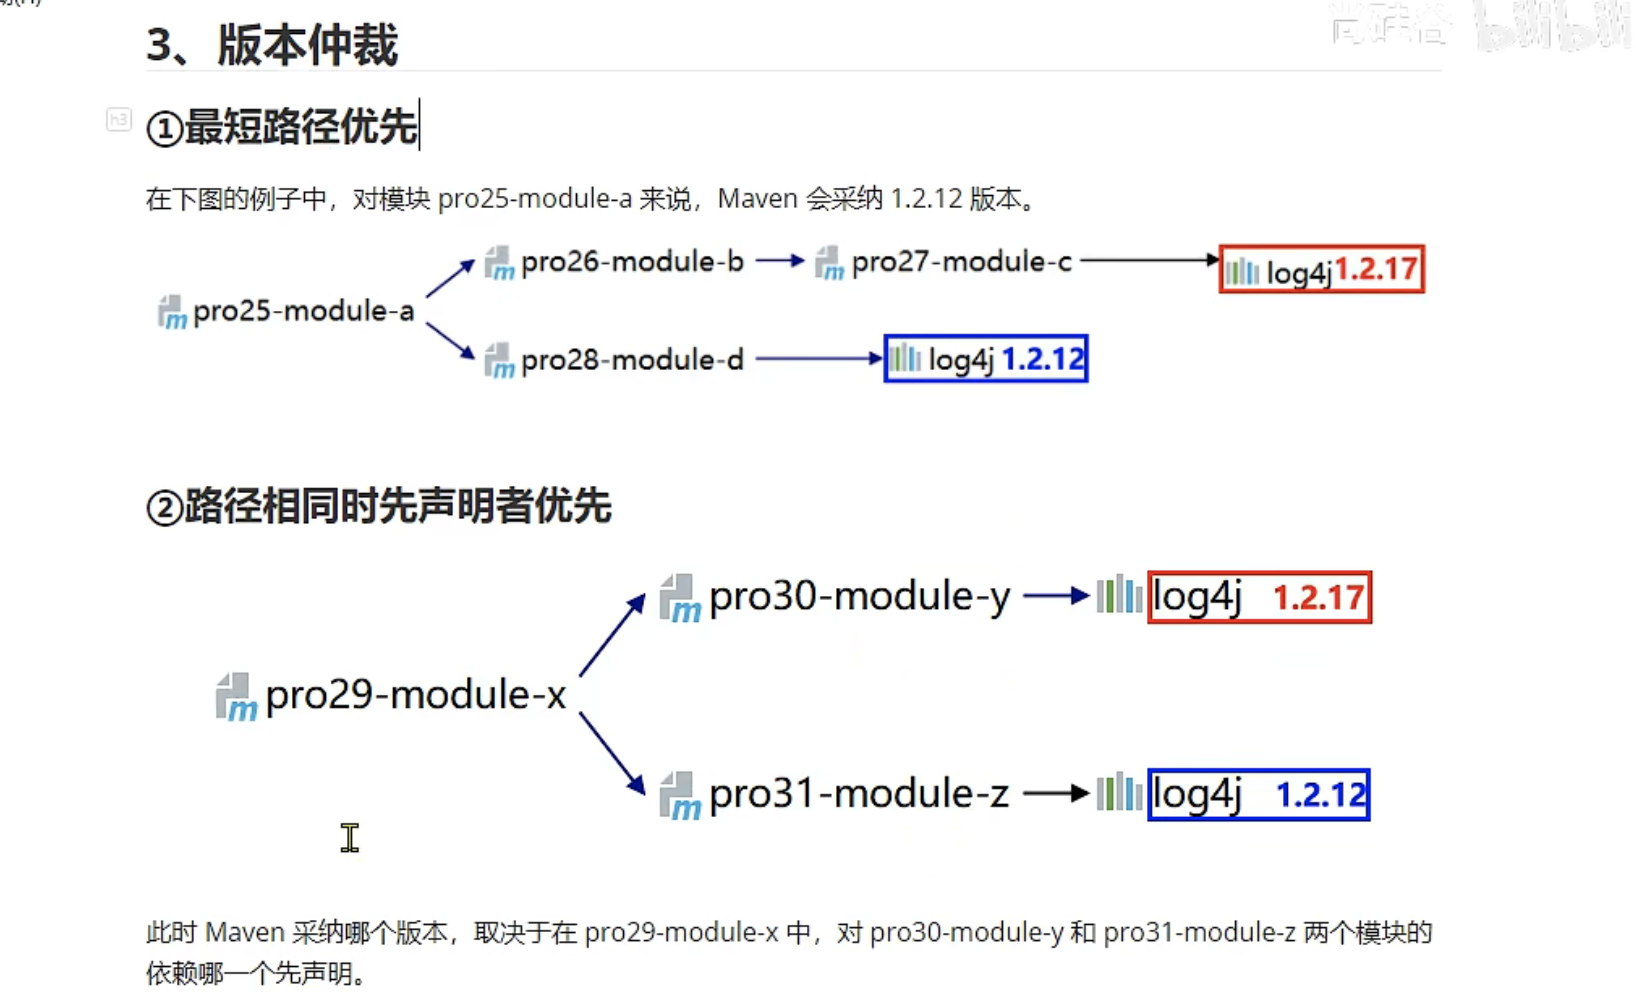 3、版本仲裁
尚硅谷 bilibili
h3
①最短路径优先
在下图的例子中，对模块 pro25-module-a 来说，Maven 会采纳 1.2.12 版本。
pro26-module-b
pro27-module-c
log4j 1.2.17
pro25-module-a
pro28-module-d
log4j 1.2.12
②路径相同时先声明者优先
pro30-module-y
log4j 1.2.17
pro29-module-x
pro31-module-z
log4j 1.2.12
此时 Maven 采纳哪个版本，取决于在 pro29-module-x 中，对 pro30-module-y 和 pro31-module-z 两个模块的
依赖哪一个先声明。